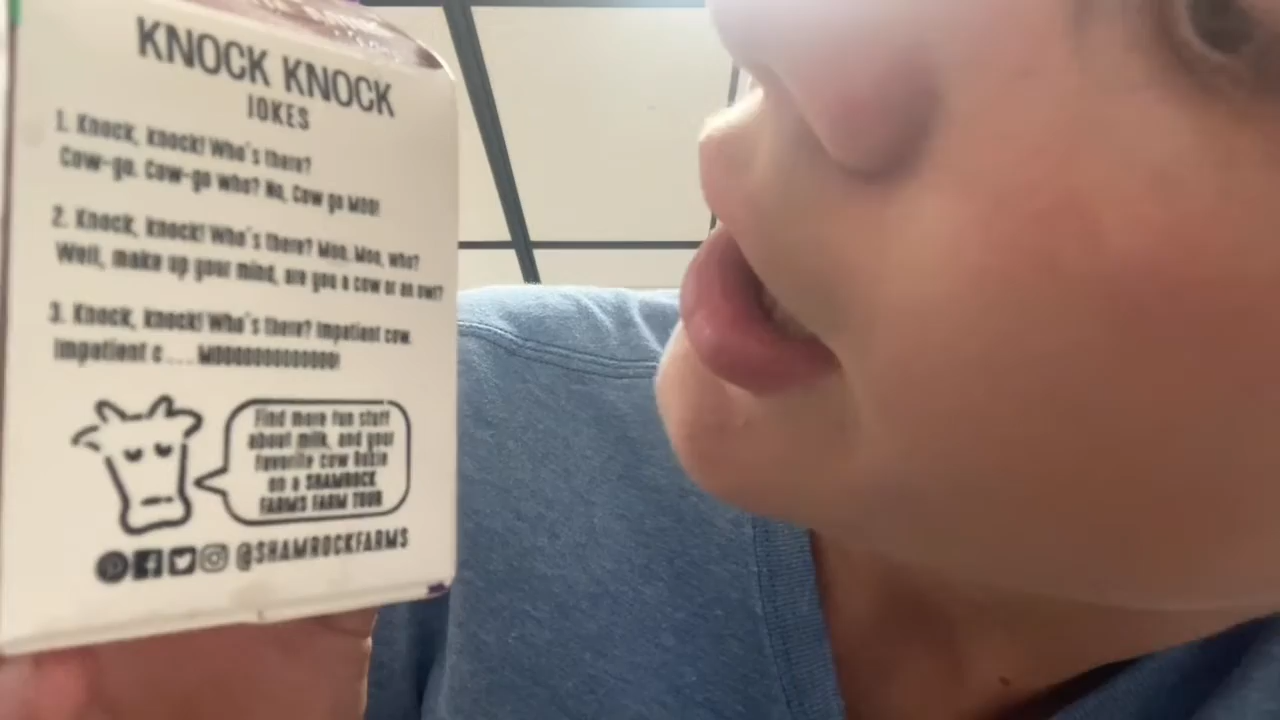 KNOCK KNOCK
JOKES
1. Knock, knock! Who's there?
Cow-go. Cow-go who? No, Cow go MOO!
2. Knock, knock! Who's there? Moo. Moo, who?
Well, make up your mind, are you a cow or an owl?
3. Knock, knock! Who's there? Impatient cow.
Impatient c . . . MOOOOOOOOOOOO!
Find more fun stuff
about milk, and your
favorite cow Roxie
on a SHAMROCK
FARMS FARM TOUR
@SHAMROCKFARMS